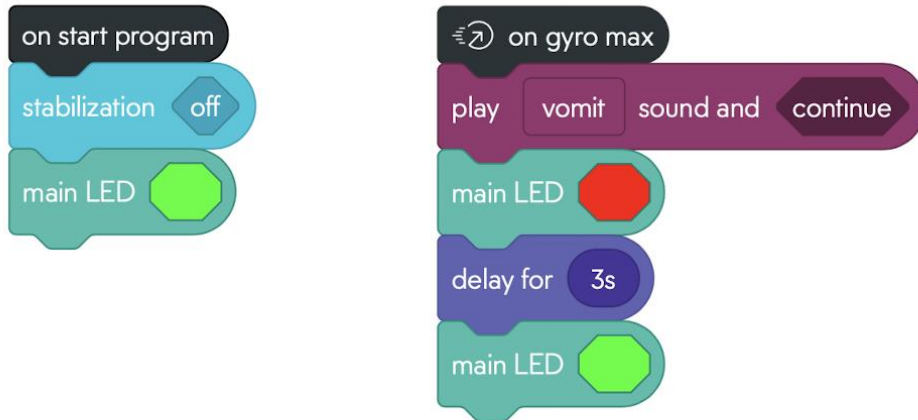 on start program
stabilization off
main LED
on gyro max
play vomit sound and continue
main LED
delay for 3s
main LED